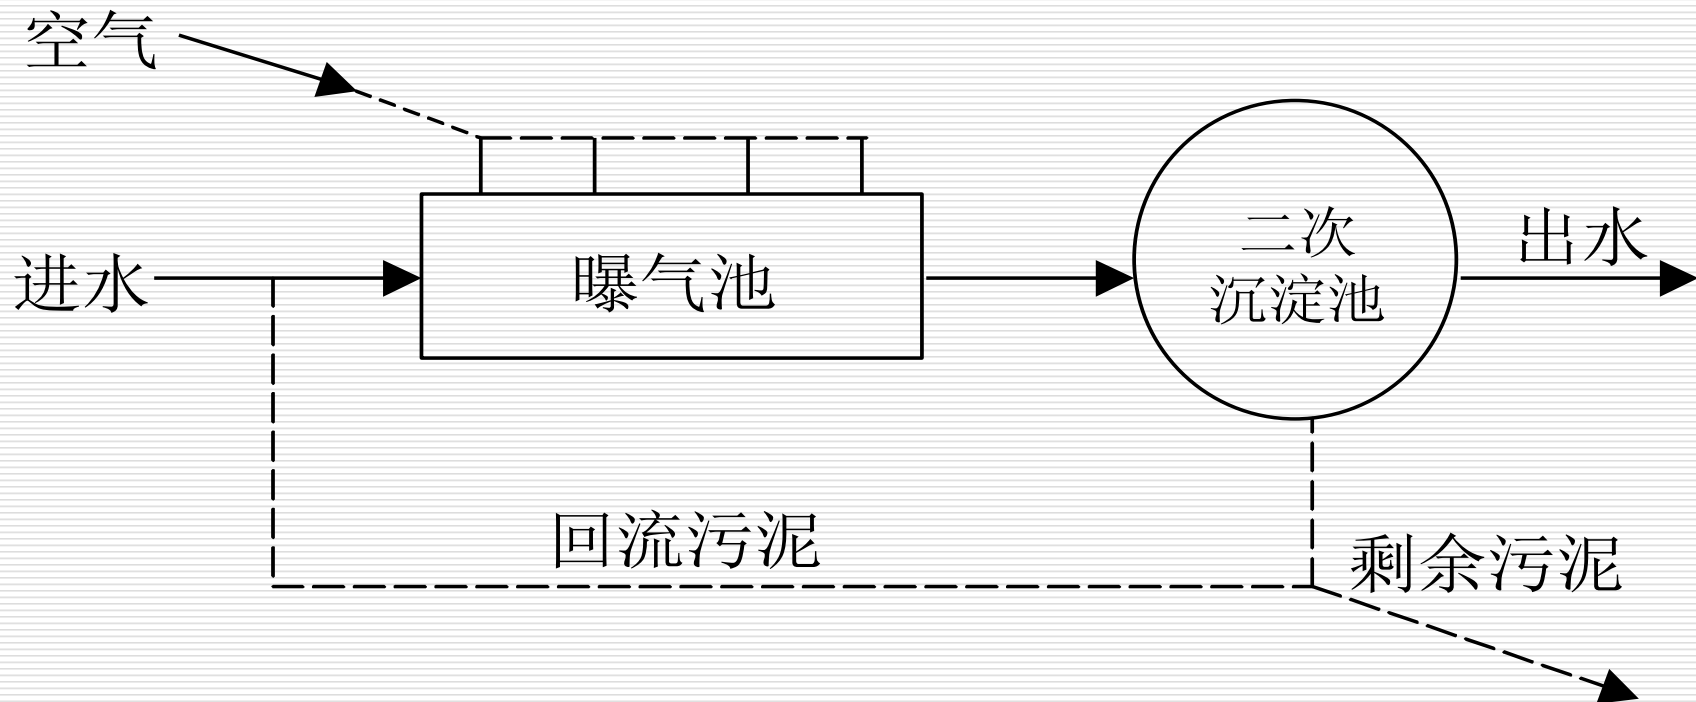 空气
进水
曝气池
二次
沉淀池
出水
回流污泥
剩余污泥